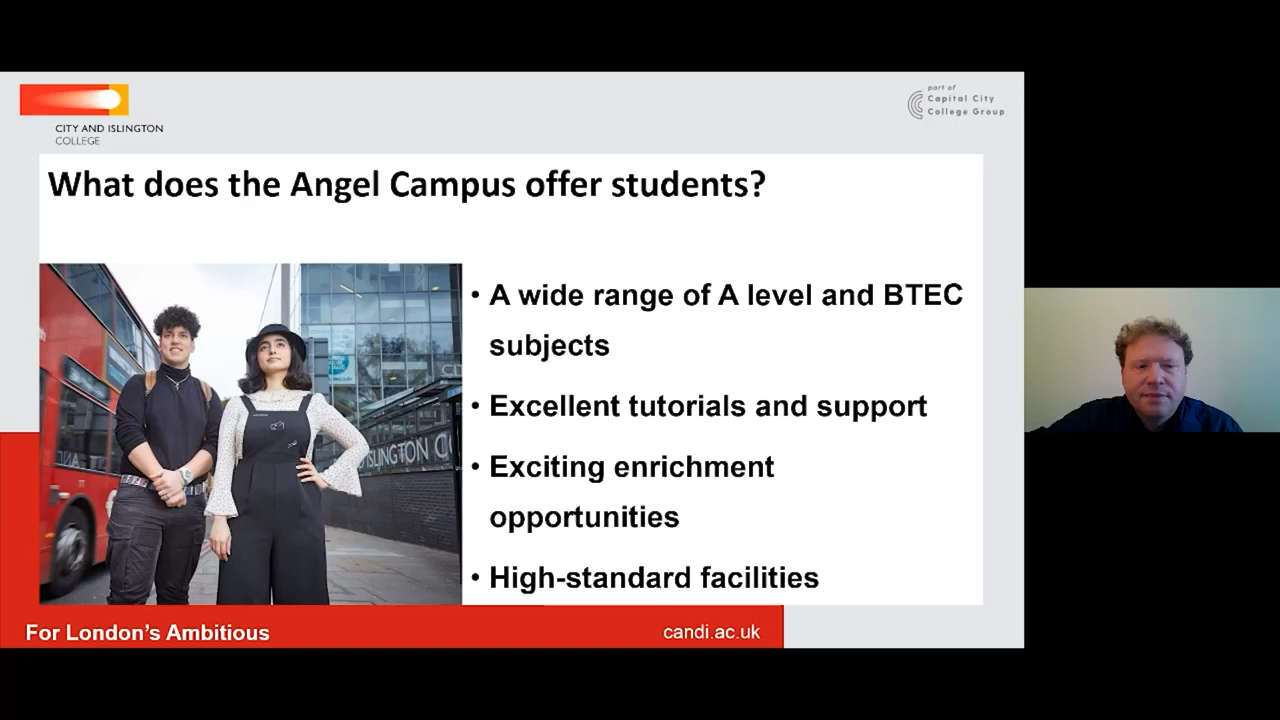 CITY AND ISLINGTON
COLLEGE
part of
Capital City
College Group
What does the Angel Campus offer students?
• A wide range of A level and BTEC
subjects
• Excellent tutorials and support
• Exciting enrichment
opportunities
• High-standard facilities
ISLINGTON CO
For London's Ambitious
candi.ac.uk